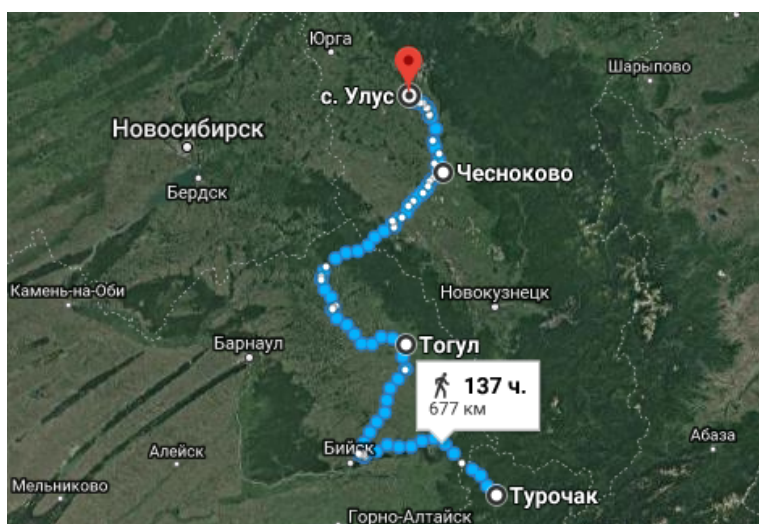 Юрга
Шарыпово
с. Улус
Новосибирск
Чесноково
Бердск
Камень-на-Оби
Новокузнецк
Барнаул
Тогул
137 ч.
677 км
Абаза
Алейск
Бийск
Мельниково
Турочак
Горно-Алтайск